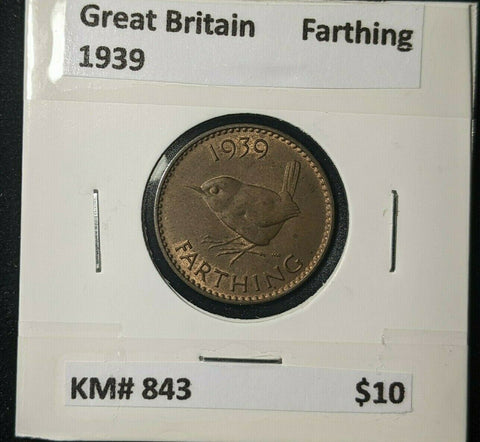 Great Britain Farthing
1939
1939
FARTHING
KM# 843 $10